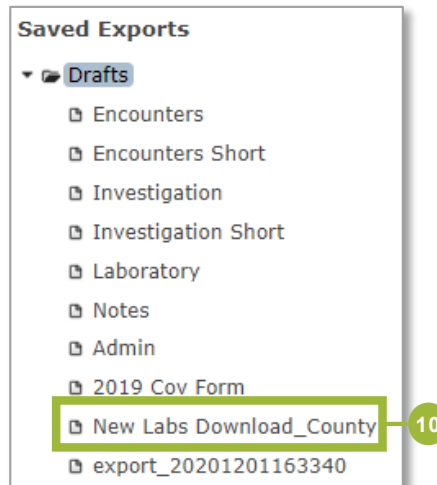 Saved Exports
Drafts
Encounters
Encounters Short
Investigation
Investigation Short
Laboratory
Notes
Admin
2019 Cov Form
New Labs Download_County 10
export_20201201163340